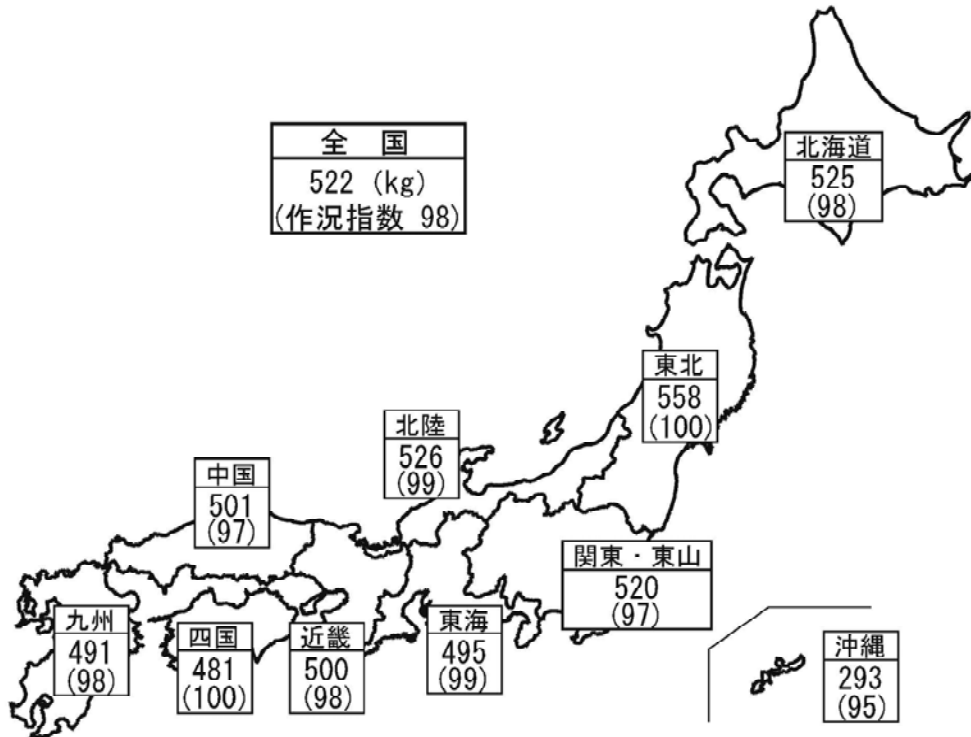 全 国
522 (kg)
(作況指数 98)
北海道
525
(98)
東北
558
(100)
北陸
526
(99)
中国
501
(97)
関東・東山
520
(97)
九州
491
(98)
四国
481
(100)
近畿
500
(98)
東海
495
(99)
沖縄
293
(95)